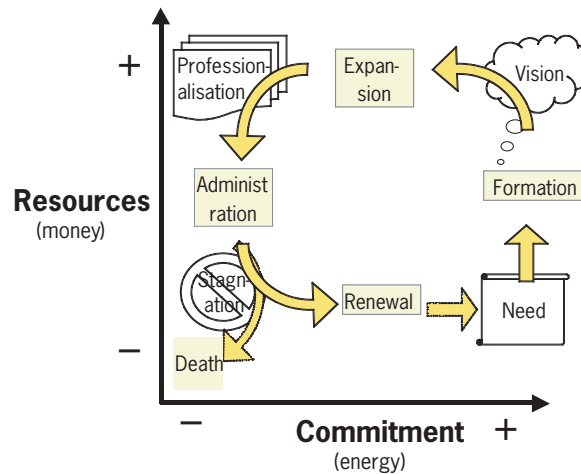 +
Profession-
alisation
Expan-
sion
Vision
Administ
ration
Formation
Resources
(money)
Stagn-
ation
Renewal
Need
–
Death
–
Commitment
+
(energy)